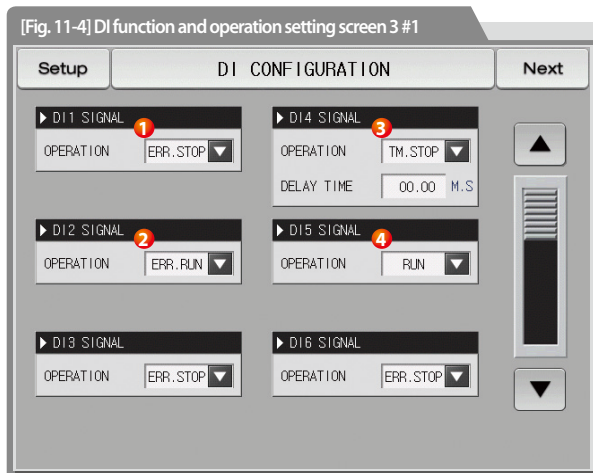 [Fig. 11-4] DI function and operation setting screen 3 #1
Setup DI CONFIGURATION Next
▶ DI1 SIGNAL
1
OPERATION ERR.STOP ▼
▶ DI4 SIGNAL
3
OPERATION TM.STOP ▼
DELAY TIME 00.00 M.S
▶ DI2 SIGNAL
2
OPERATION ERR.RUN ▼
▶ DI5 SIGNAL
4
OPERATION RUN ▼
▶ DI3 SIGNAL
OPERATION ERR.STOP ▼
▶ DI6 SIGNAL
OPERATION ERR.STOP ▼